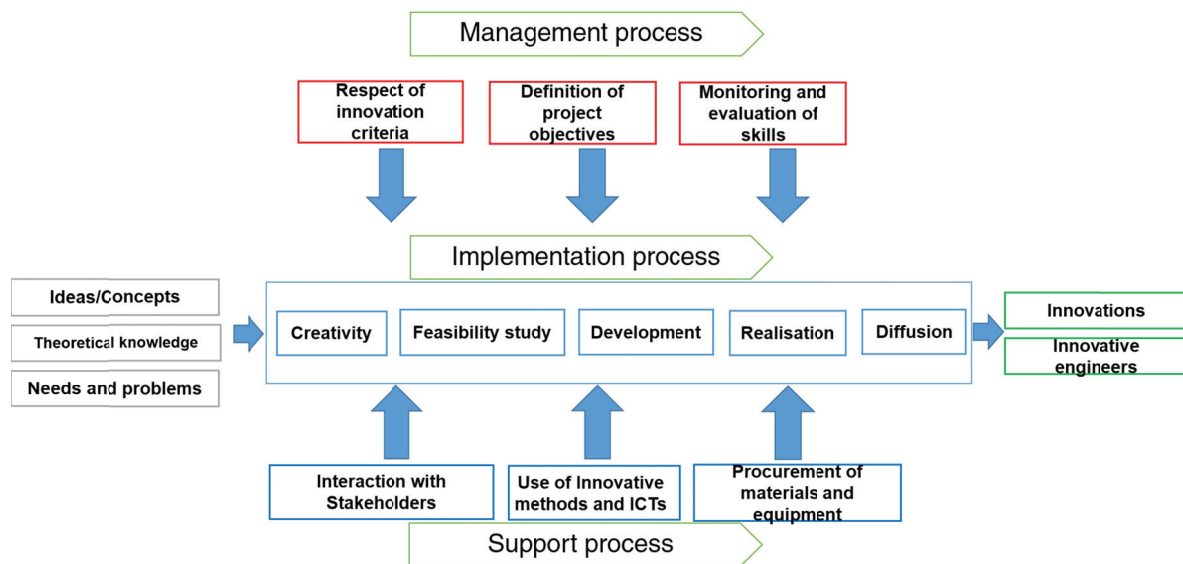 Management process
Respect of
innovation
criteria
Definition of
project
objectives
Monitoring and
evaluation of
skills
Implementation process
Ideas/Concepts
Theoretical knowledge
Needs and problems
Creativity
Feasibility study
Development
Realisation
Diffusion
Innovations
Innovative
engineers
Interaction with
Stakeholders
Use of Innovative
methods and ICTs
Procurement of
materials and
equipment
Support process